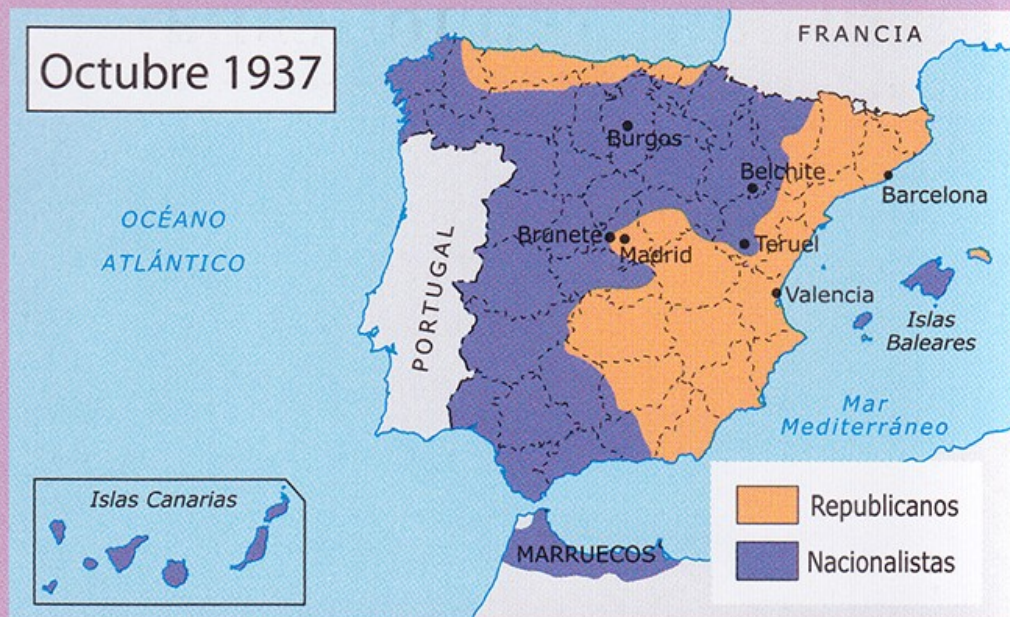 Octubre 1937
FRANCIA
Burgos
Belchite
Barcelona
OCÉANO
ATLÁNTICO
Brunete
Madrid
Teruel
PORTUGAL
Valencia
Islas
Baleares
Mar
Mediterráneo
Islas Canarias
MARRUECOS
Republicanos
Nacionalistas